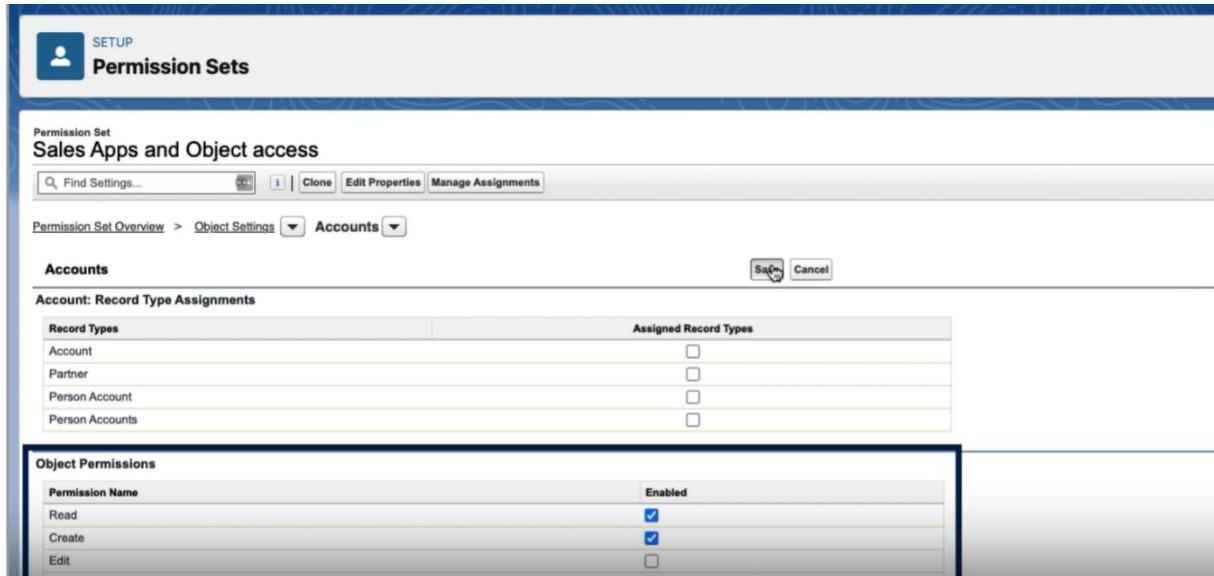 SETUP
Permission Sets
Permission Set
Sales Apps and Object access
Find Settings...
i | Clone Edit Properties Manage Assignments
Permission Set Overview > Object Settings Accounts
Accounts
Cancel
Account: Record Type Assignments
Record Types Assigned Record Types
Account
Partner
Person Account
Person Accounts
Object Permissions
Permission Name Enabled
Read
Create
Edit